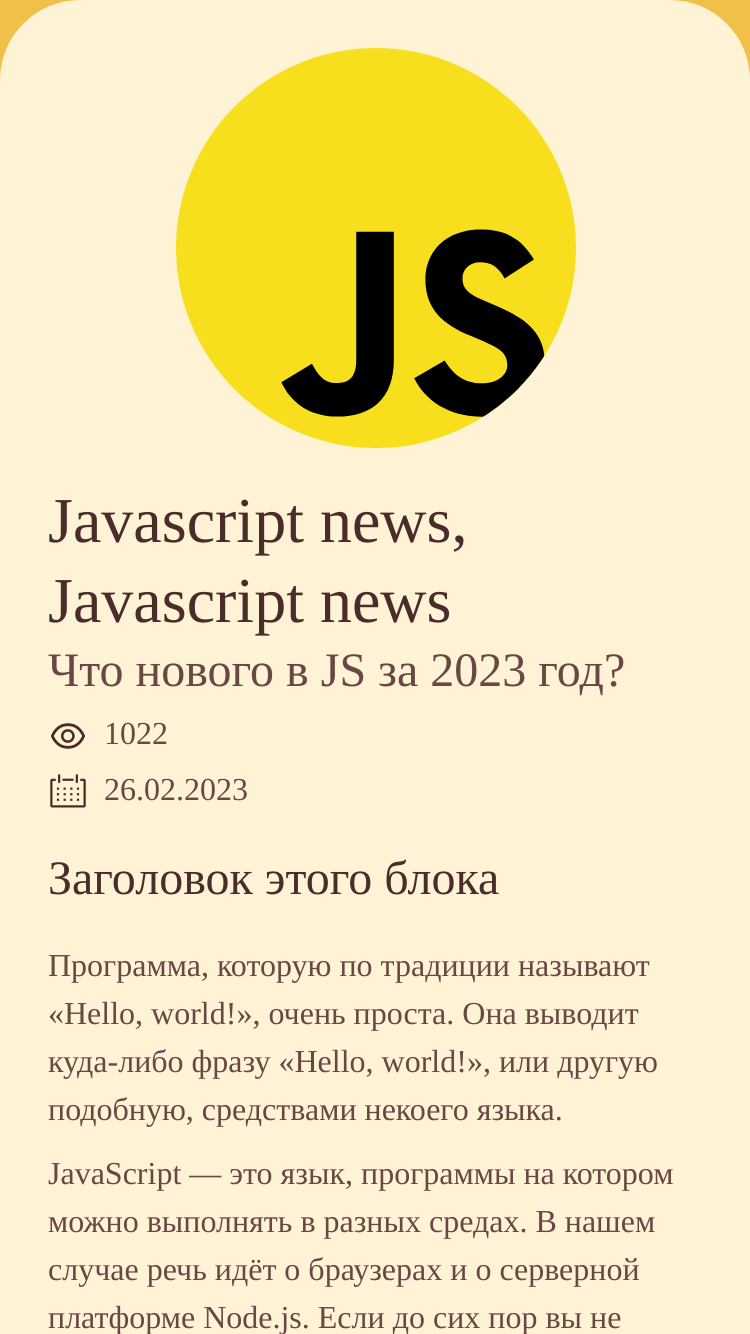 JS
Javascript news,
Javascript news
Что нового в JS за 2023 год?
1022
26.02.2023
Заголовок этого блока
Программа, которую по традиции называют
«Hello, world!», очень проста. Она выводит
куда-либо фразу «Hello, world!», или другую
подобную, средствами некоего языка.
JavaScript — это язык, программы на котором
можно выполнять в разных средах. В нашем
случае речь идёт о браузерах и о серверной
платформе Node.js. Если до сих пор вы не